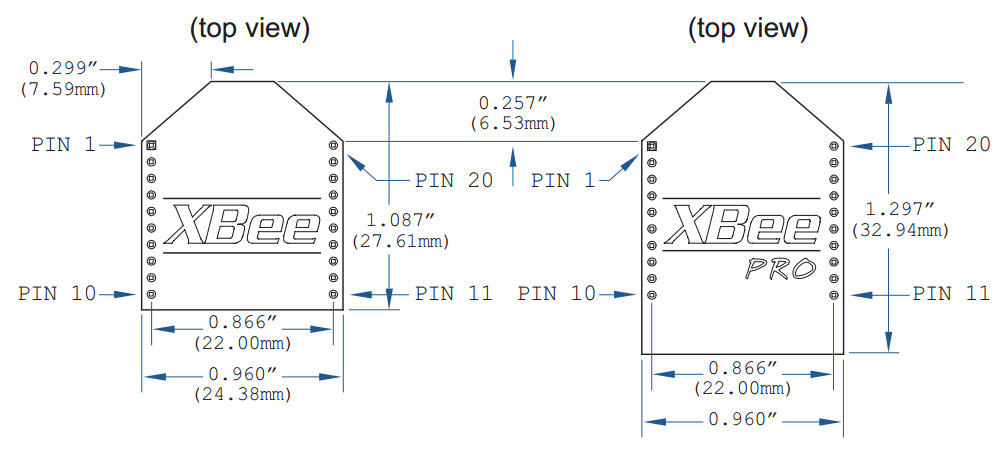 (top view)
(top view)
0.299″
(7.59mm)
0.257″
(6.53mm)
PIN 1
PIN 20
PIN 1
PIN 20
XBee
1.087″
(27.61mm)
XBee
PRO
1.297″
(32.94mm)
PIN 10
PIN 11
PIN 10
PIN 11
0.866″
(22.00mm)
0.960″
(24.38mm)
0.866″
(22.00mm)
0.960″